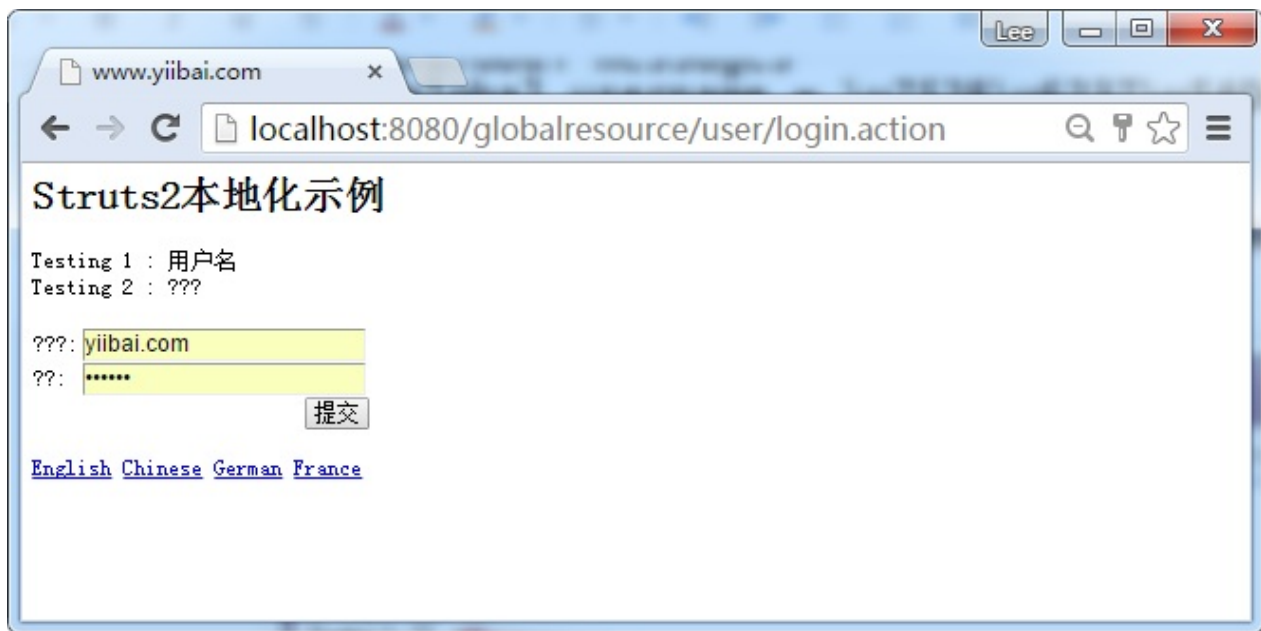 Lee
www.yiibai.com
localhost:8080/globalresource/user/login.action
Struts2本地化示例
Testing 1 : 用户名
Testing 2 : ???
???: yiibai.com
??: ••••••
提交
English Chinese German France